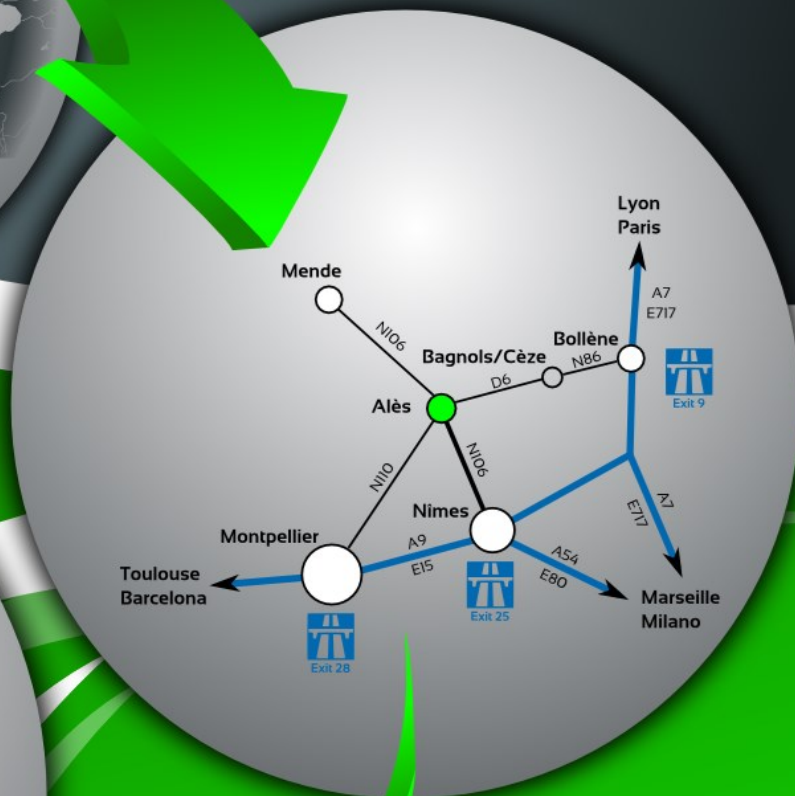 Lyon
Paris
Mende
A7
E717
N106
Bollène
Bagnols/Cèze
N86
D6
Exit 9
Alès
N106
N110
Nîmes
A7
E717
Montpellier
A9
E15
A54
E80
Toulouse
Barcelona
Marseille
Milano
Exit 25
Exit 28